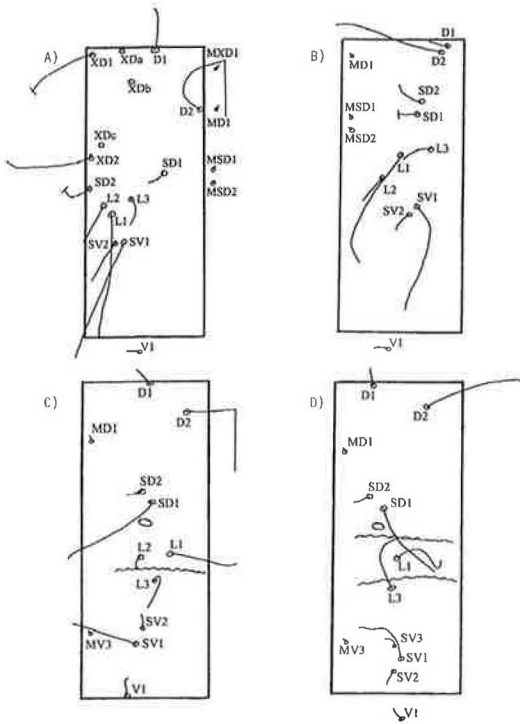 A)
XD1 XDa D1 MXD1
XDb
D2 MD1
XDc
XD2 SD1 MSD1
SD2 MSD2
L2 L3
L1
SV2 SV1
V1
B)
D1
D2
MD1
SD2
MSD1 SD1
MSD2
L1 L3
L2
SV1
SV2
V1
C)
D1
D2
MD1
SD2
SD1
L2 L1
L3
SV2
MV3 SV1
V1
D)
D1
D2
MD1
SD2
SD1
L1
L3
MV3 SV3
SV1
SV2
V1